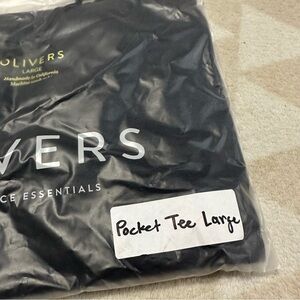 OLIVERS
LARGE
Handmade in California
VERS
CE ESSENTIALS
Pocket Tee Large